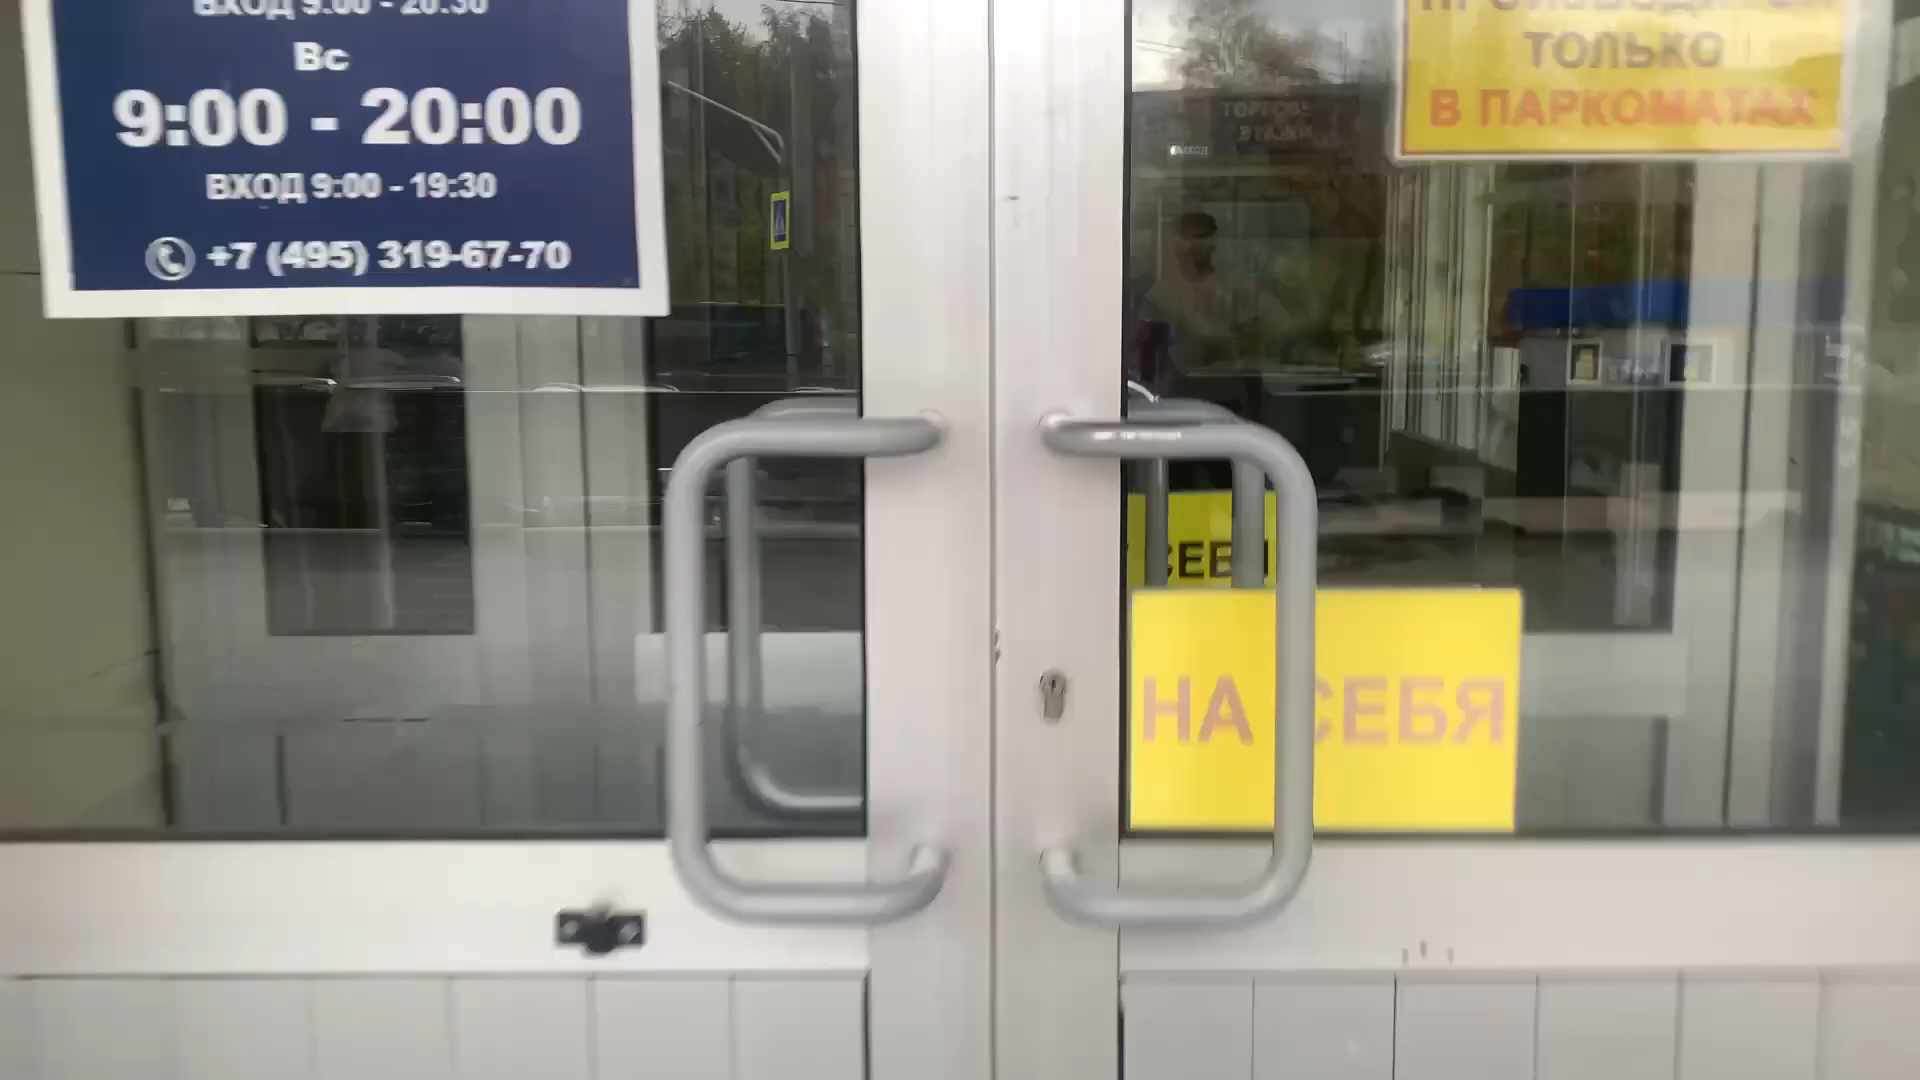 ВХОД 9:00 - 20:30
Вс
9:00 - 20:00
ВХОД 9:00 - 19:30
+7 (495) 319-67-70
ТОЛЬКО
В ПАРКОМАТАХ
СЕБЯ
НА СЕБЯ